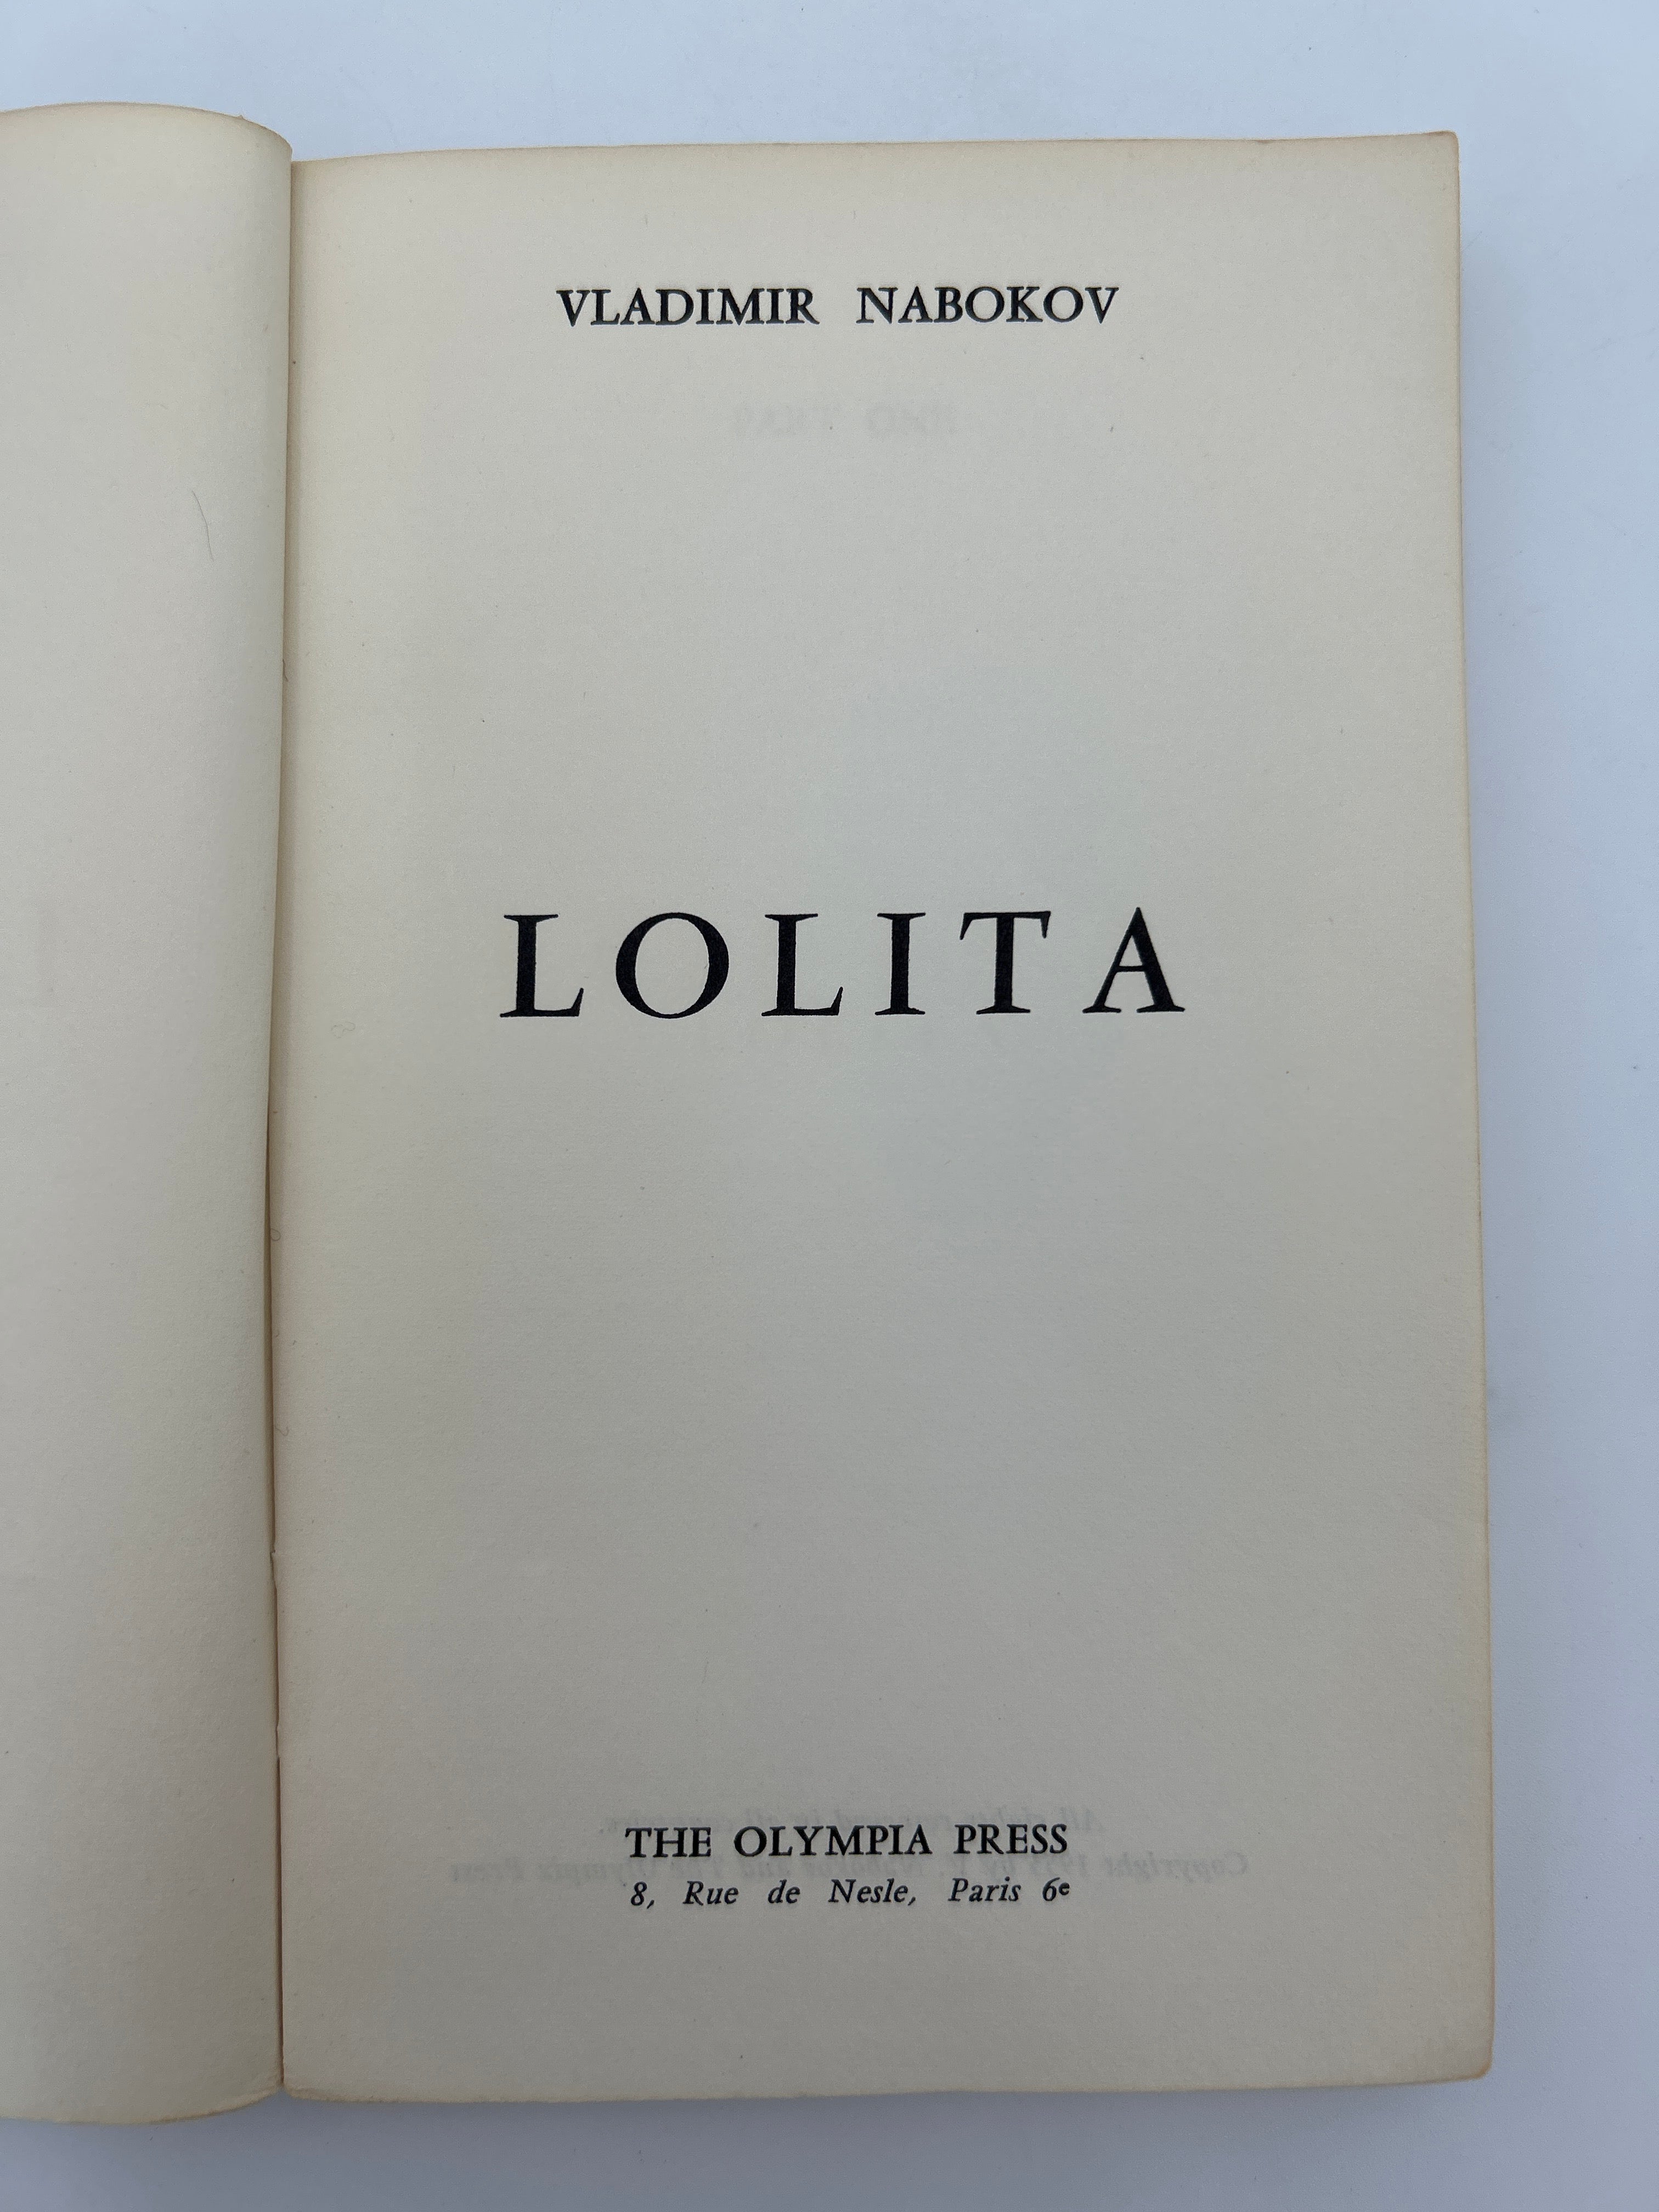 VLADIMIR NABOKOV
LOLITA
THE OLYMPIA PRESS
8, Rue de Nesle, Paris 6e